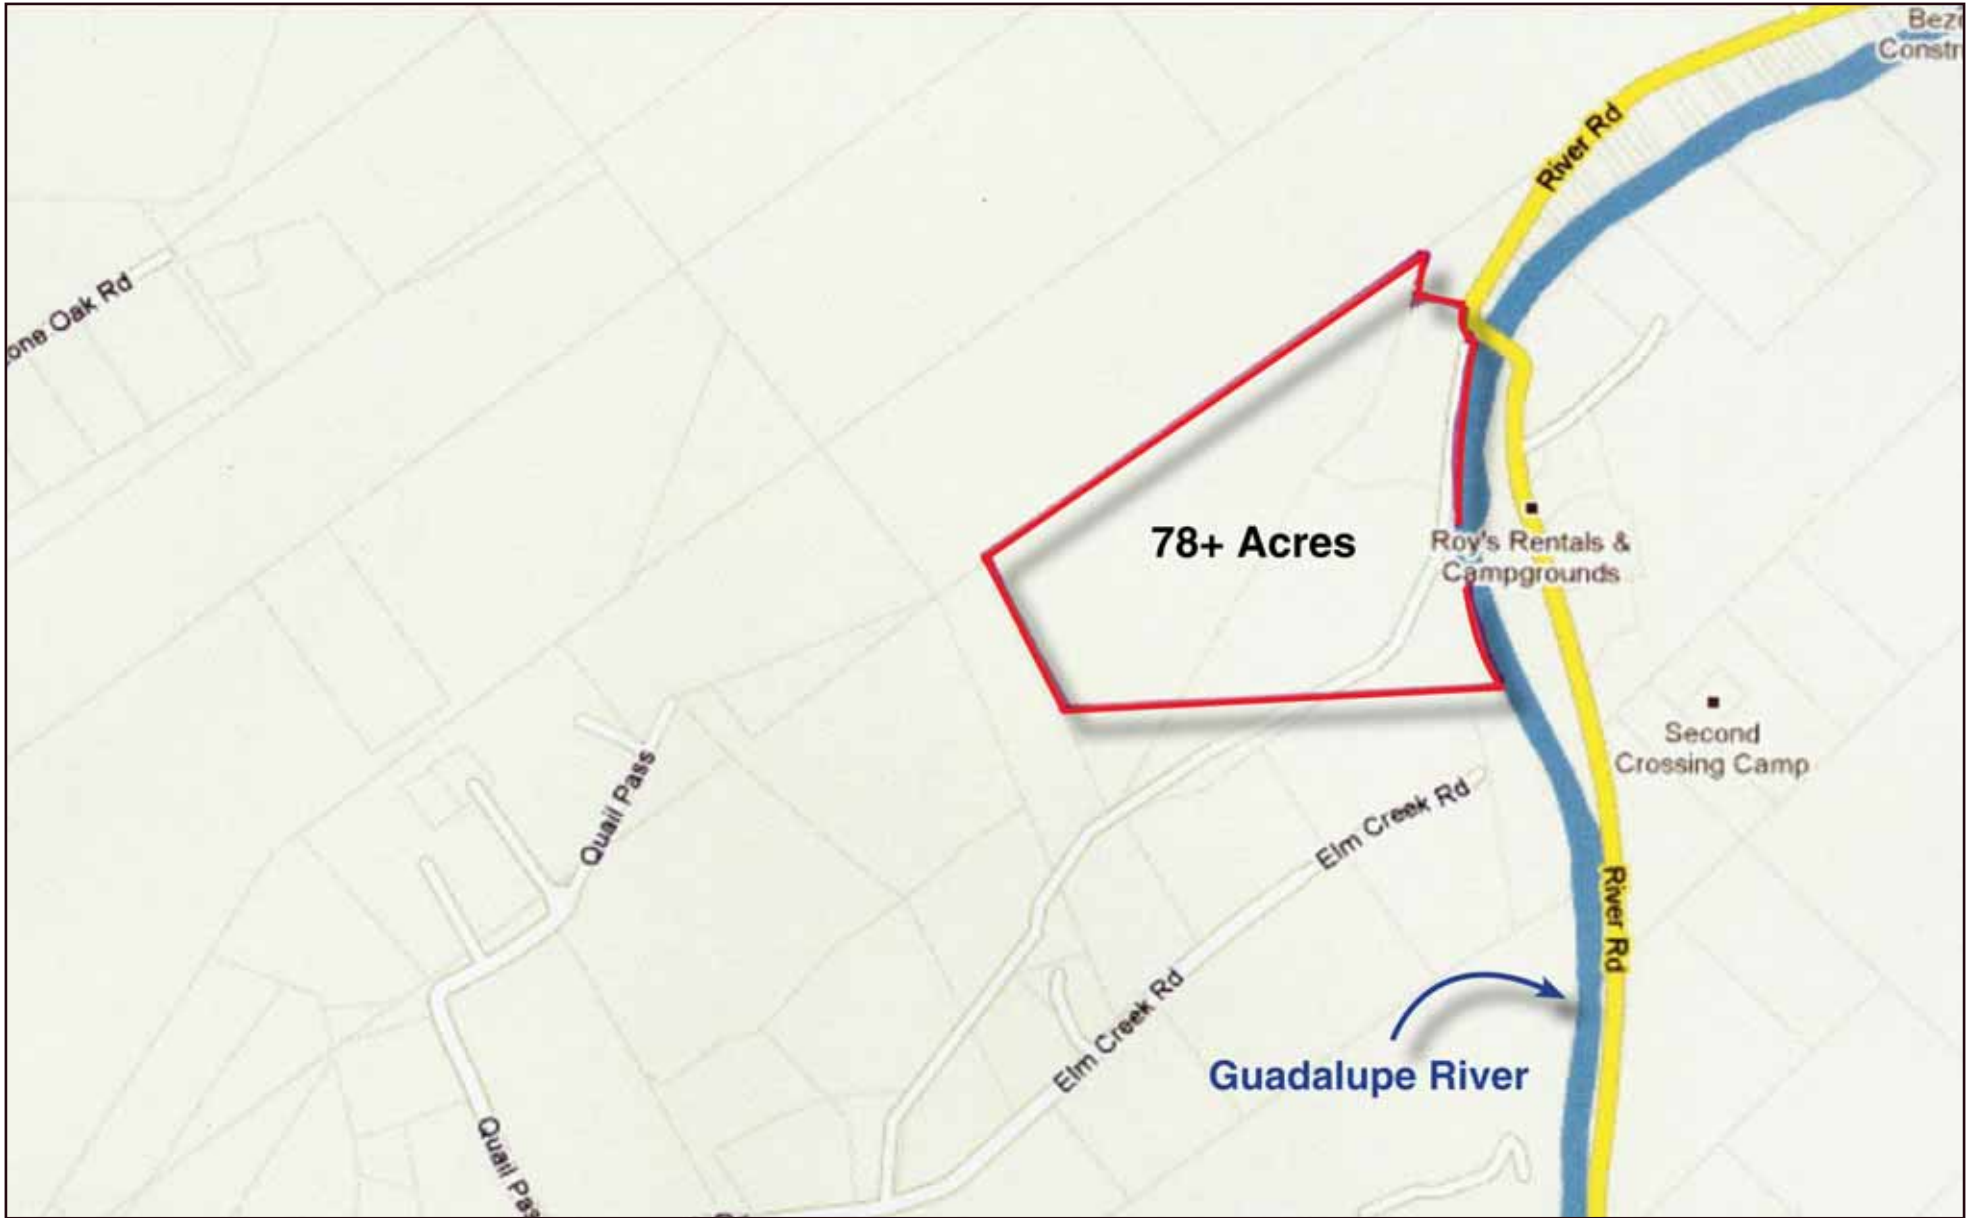 Constr
River Rd
one Oak Rd
78+ Acres
Roy's Rentals &
Campgrounds
Second
Crossing Camp
Quail Pass
Elm Creek Rd
River Rd
Elm Creek Rd
Guadalupe River
Quail Pas